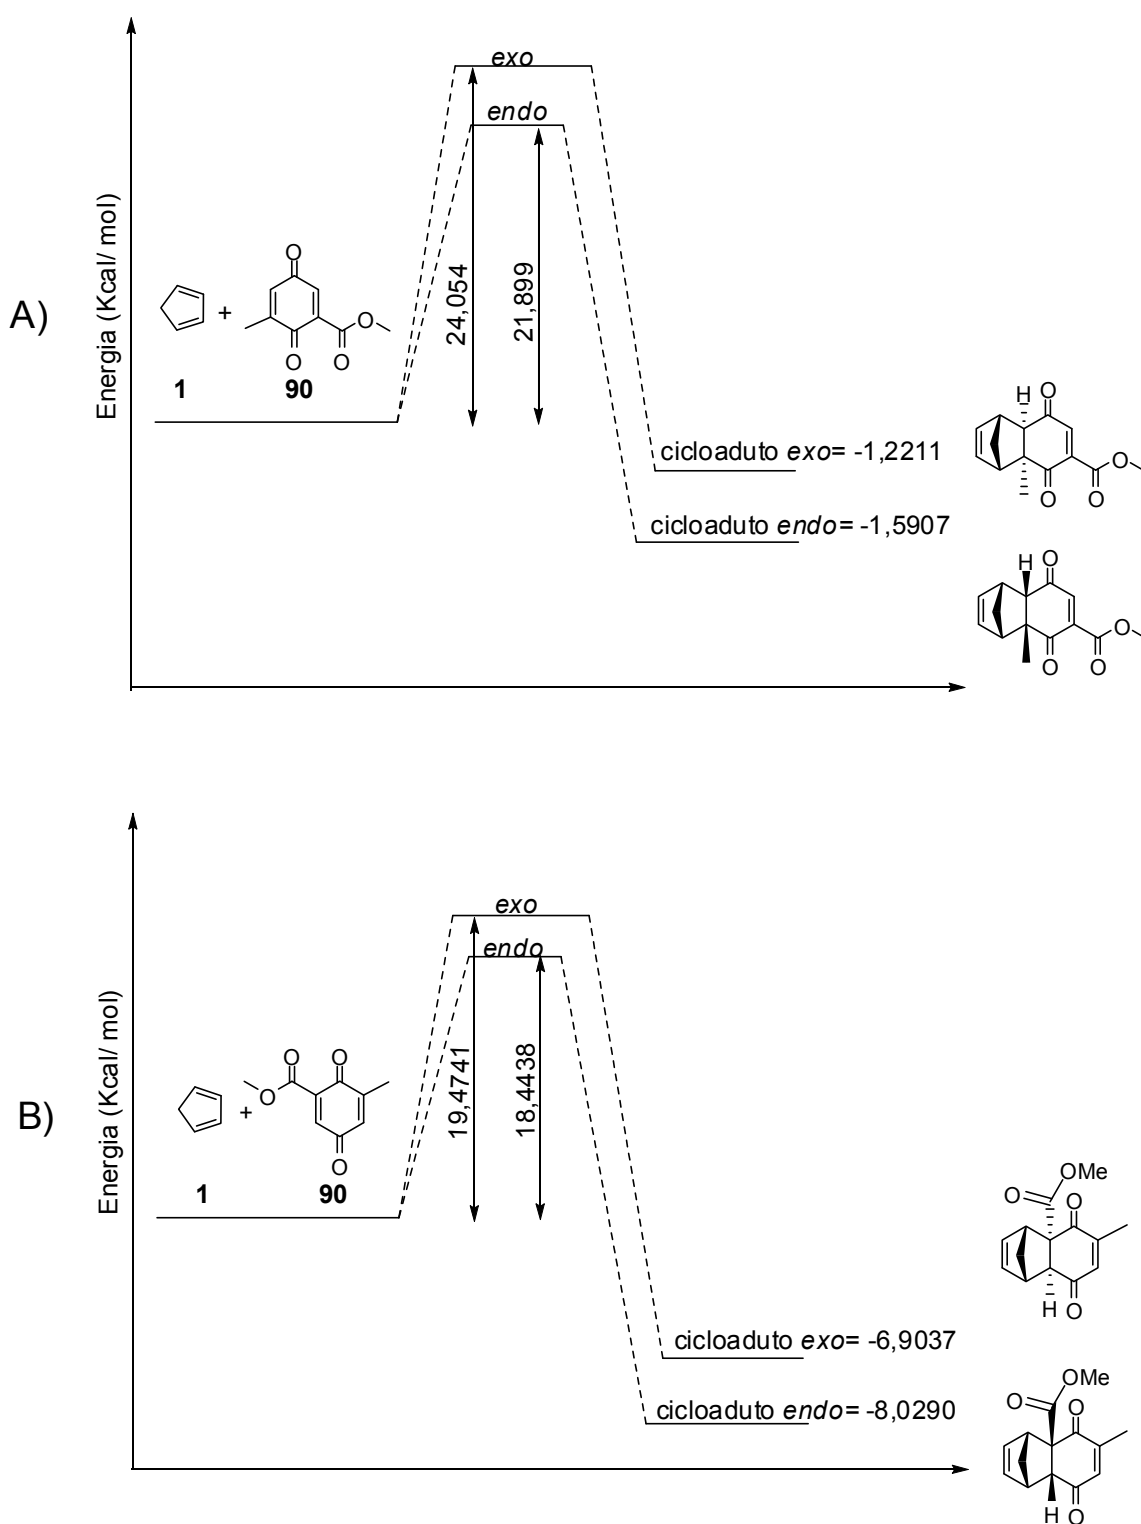 A)
Energia (Kcal/ mol)
exo
endo
24,054
21,899
O
+
O
O
O
1
90
cicloaduto exo= -1,2211
H
O
O
O
O
cicloaduto endo= -1,5907
H
O
O
O
O
B)
Energia (Kcal/ mol)
exo
endo
19,4741
18,4438
O
O
O
+
O
1
90
OMe
O
O
H
O
cicloaduto exo= -6,9037
OMe
O
O
cicloaduto endo= -8,0290
H
O